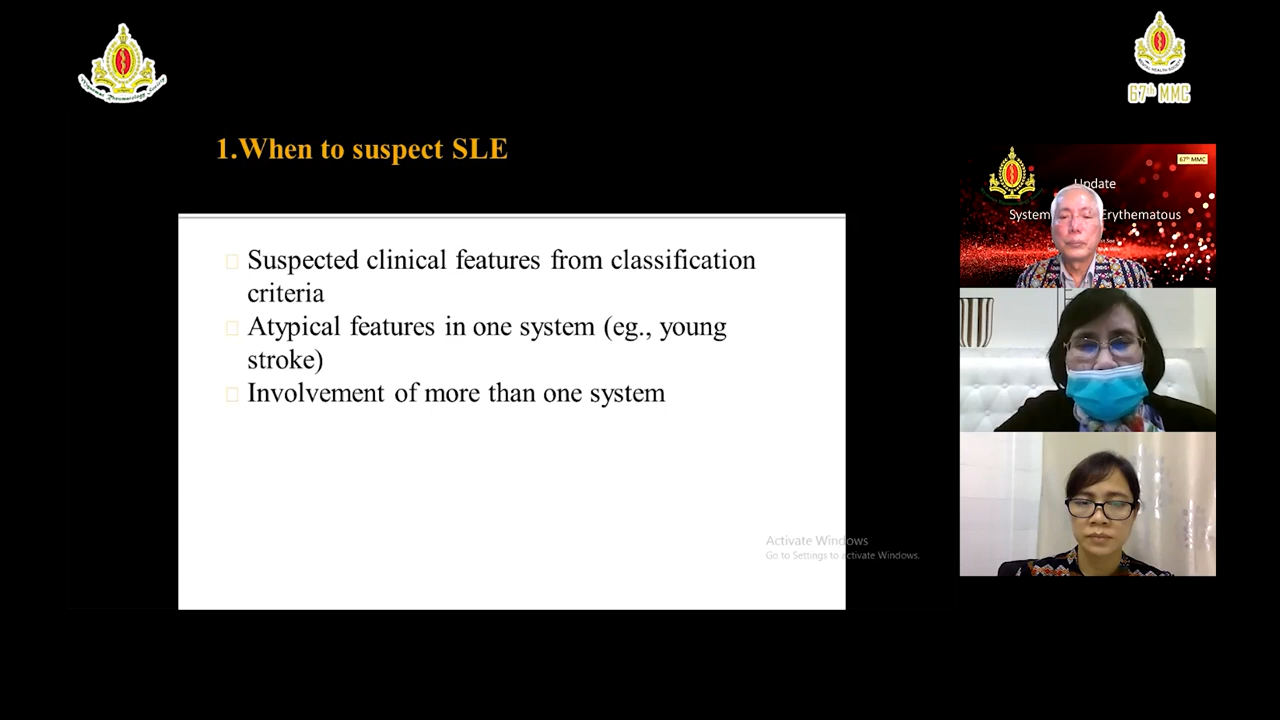 67th MMC
1.When to suspect SLE
Suspected clinical features from classification
criteria
Atypical features in one system (eg., young
stroke)
Involvement of more than one system
67th MMC
Update
System
Erythematous
Activate Windows
Go to Settings to activate Windows.